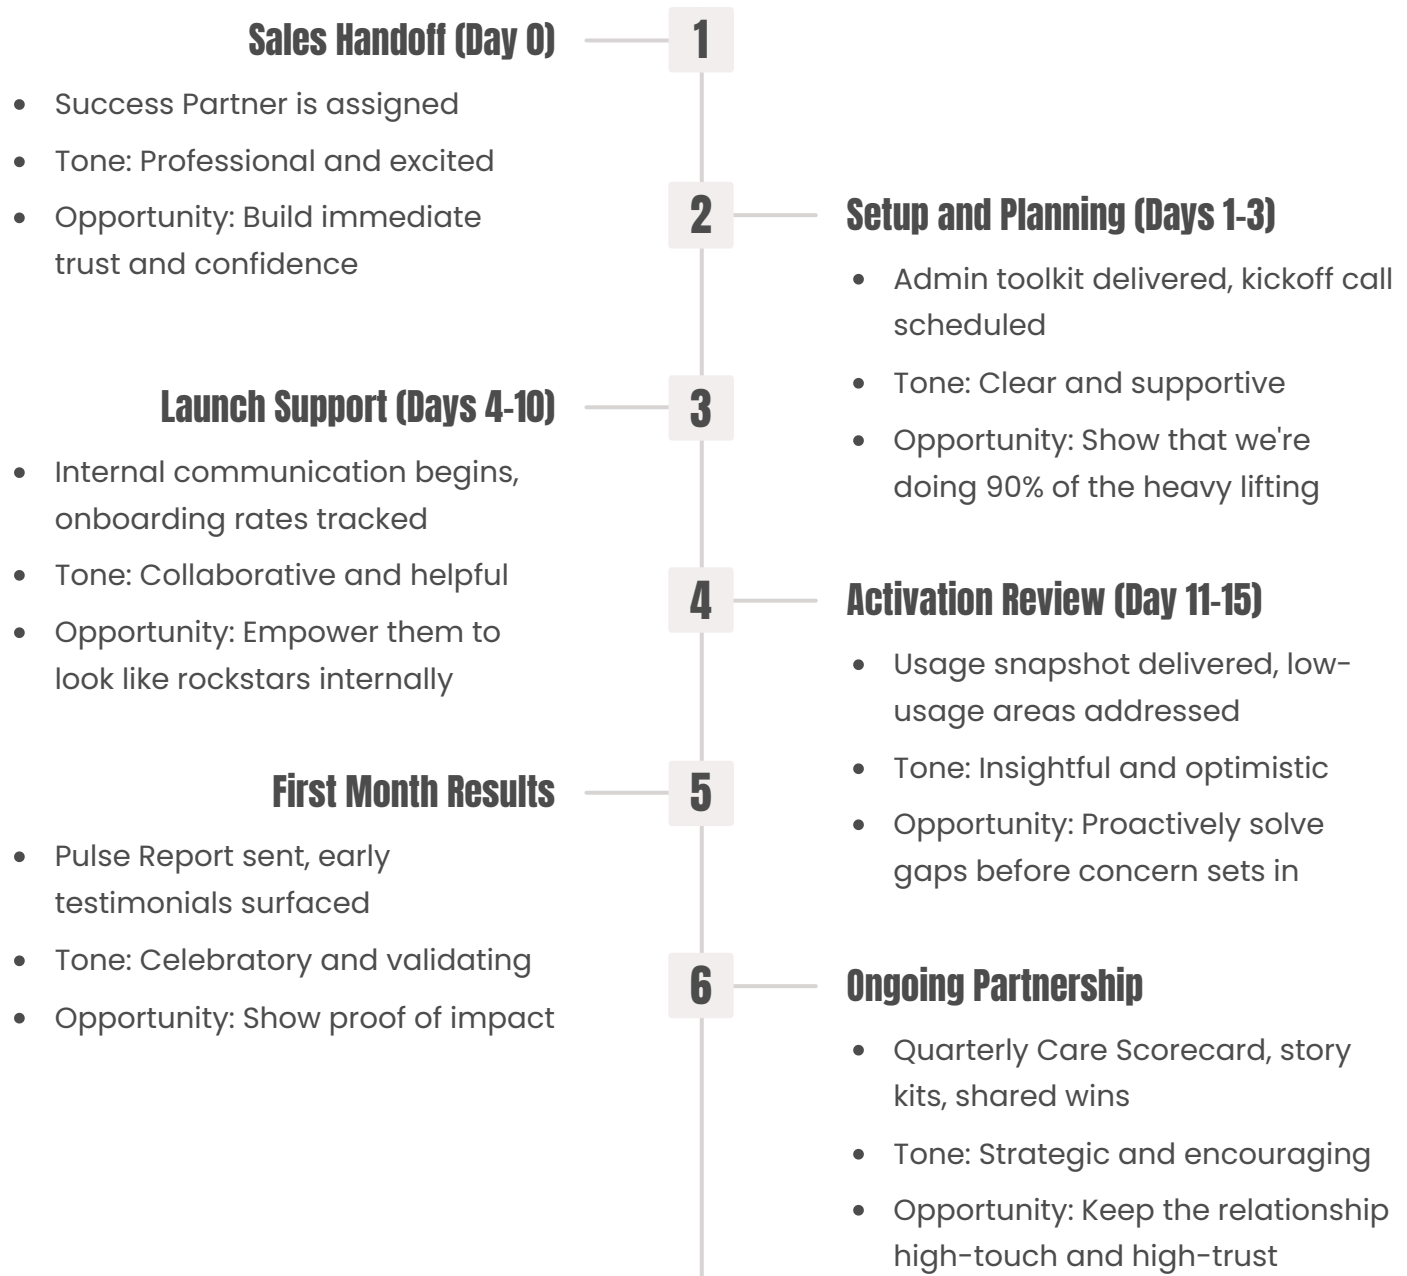 Sales Handoff (Day 0)
1
• Success Partner is assigned
• Tone: Professional and excited
• Opportunity: Build immediate
trust and confidence
2
Setup and Planning (Days 1-3)
• Admin toolkit delivered, kickoff call
scheduled
• Tone: Clear and supportive
• Opportunity: Show that we're
doing 90% of the heavy lifting
Launch Support (Days 4-10)
3
• Internal communication begins,
onboarding rates tracked
• Tone: Collaborative and helpful
• Opportunity: Empower them to
look like rockstars internally
4
Activation Review (Day 11-15)
• Usage snapshot delivered, low-
usage areas addressed
• Tone: Insightful and optimistic
• Opportunity: Proactively solve
gaps before concern sets in
First Month Results
5
• Pulse Report sent, early
testimonials surfaced
• Tone: Celebratory and validating
• Opportunity: Show proof of impact
6
Ongoing Partnership
• Quarterly Care Scorecard, story
kits, shared wins
• Tone: Strategic and encouraging
• Opportunity: Keep the relationship
high-touch and high-trust